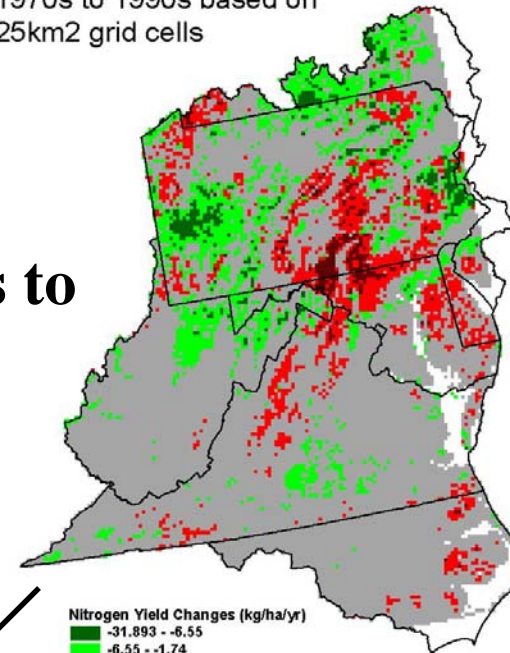 1970s to 1990s based on
25km2 grid cells
s to
Nitrogen Yield Changes (kg/ha/yr)
-31.893 - -6.55
-6.55 - -1.74